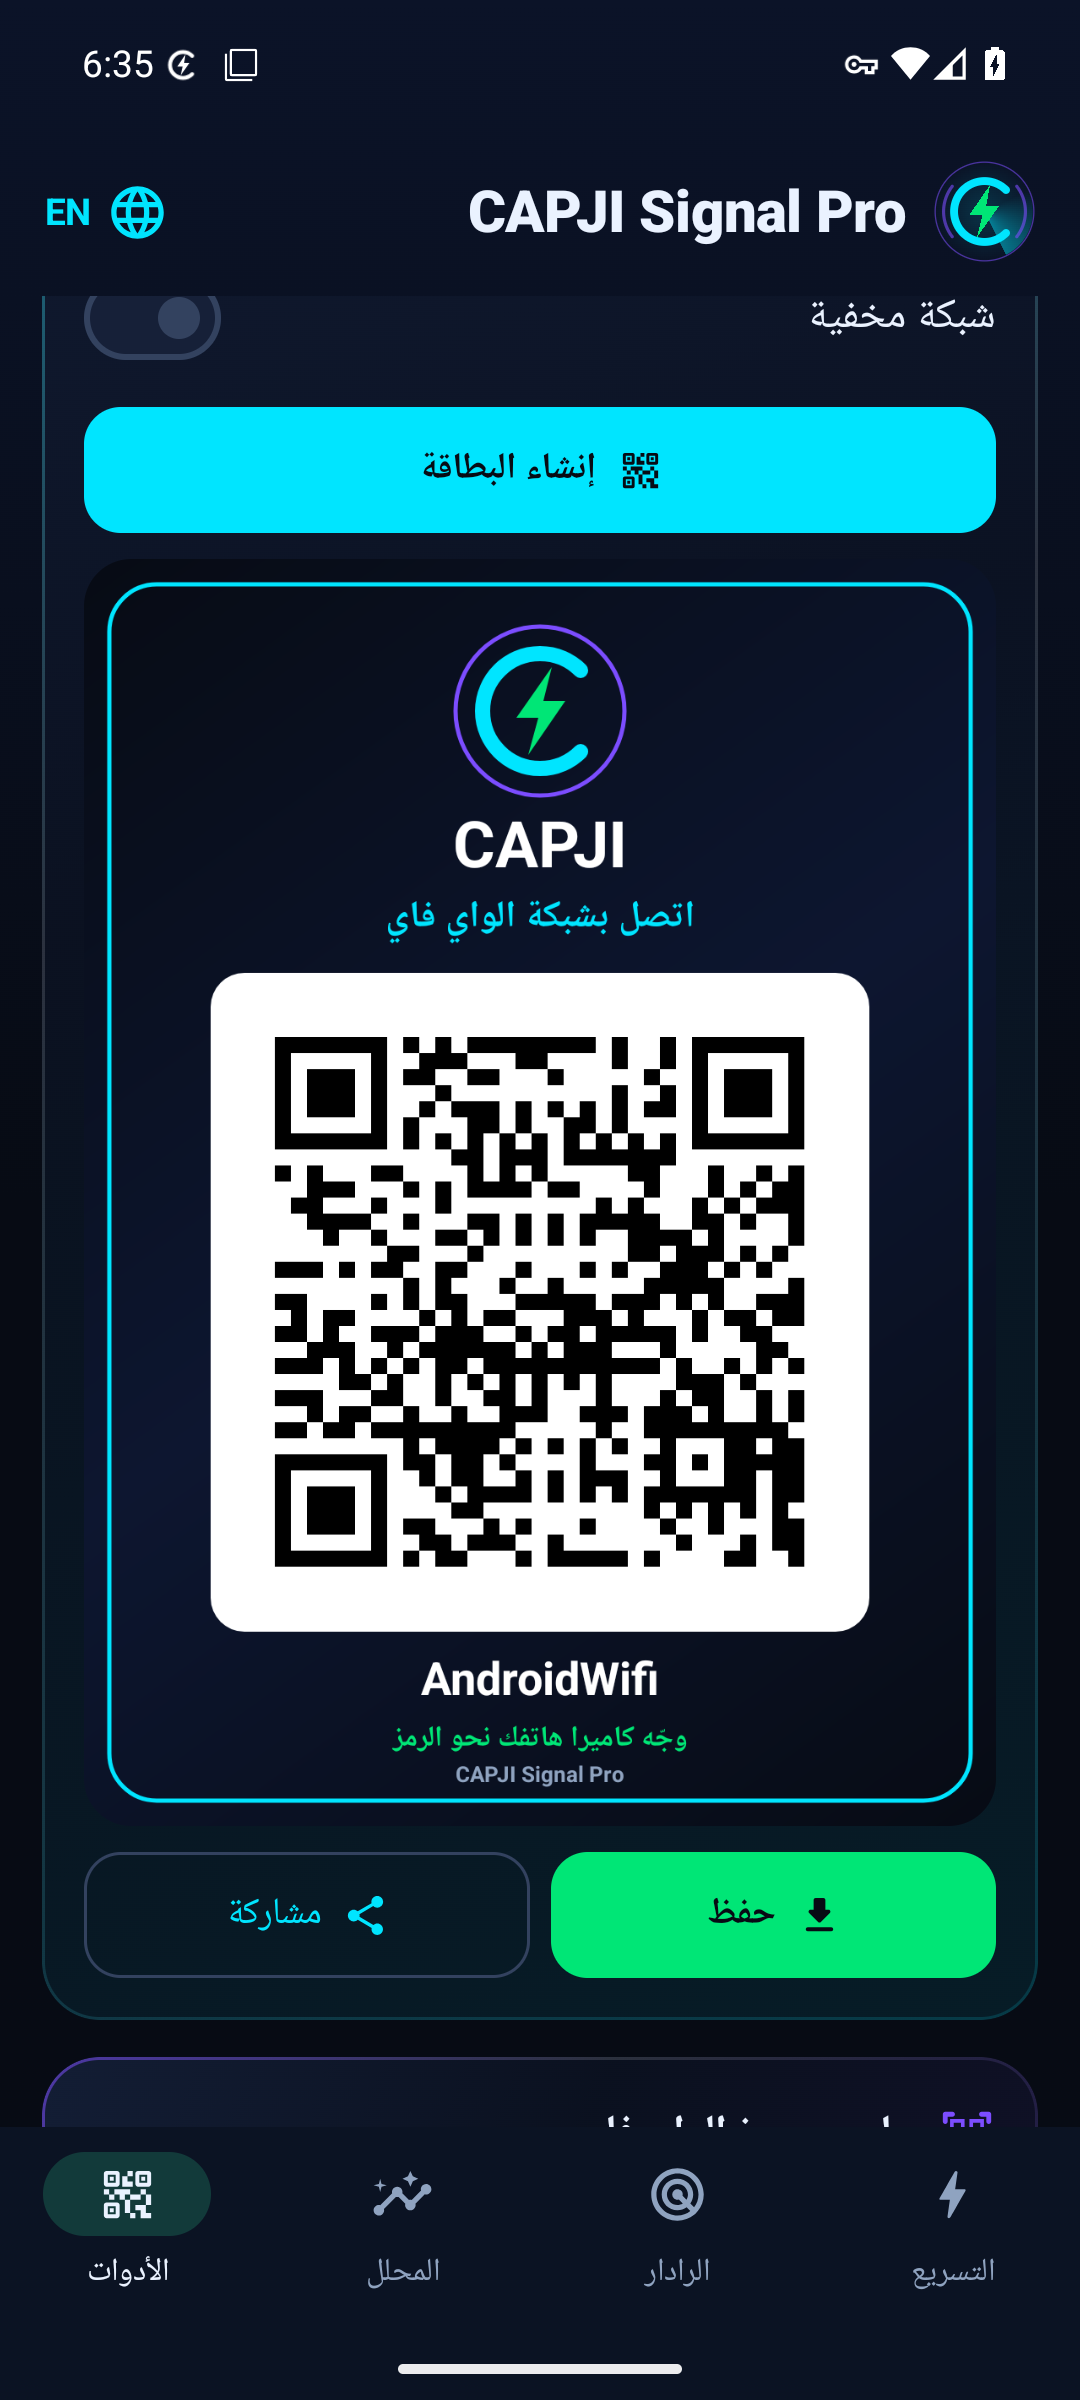 6:35
CAPJI Signal Pro
EN
شبكة مخفية
إنشاء البطاقة
CAPJI
اتصل بشبكة الواي فاي
AndroidWifi
وجّه كاميرا هاتفك نحو الرمز
CAPJI Signal Pro
حفظ
مشاركة
التسريع
الرادار
المحلل
الأدوات